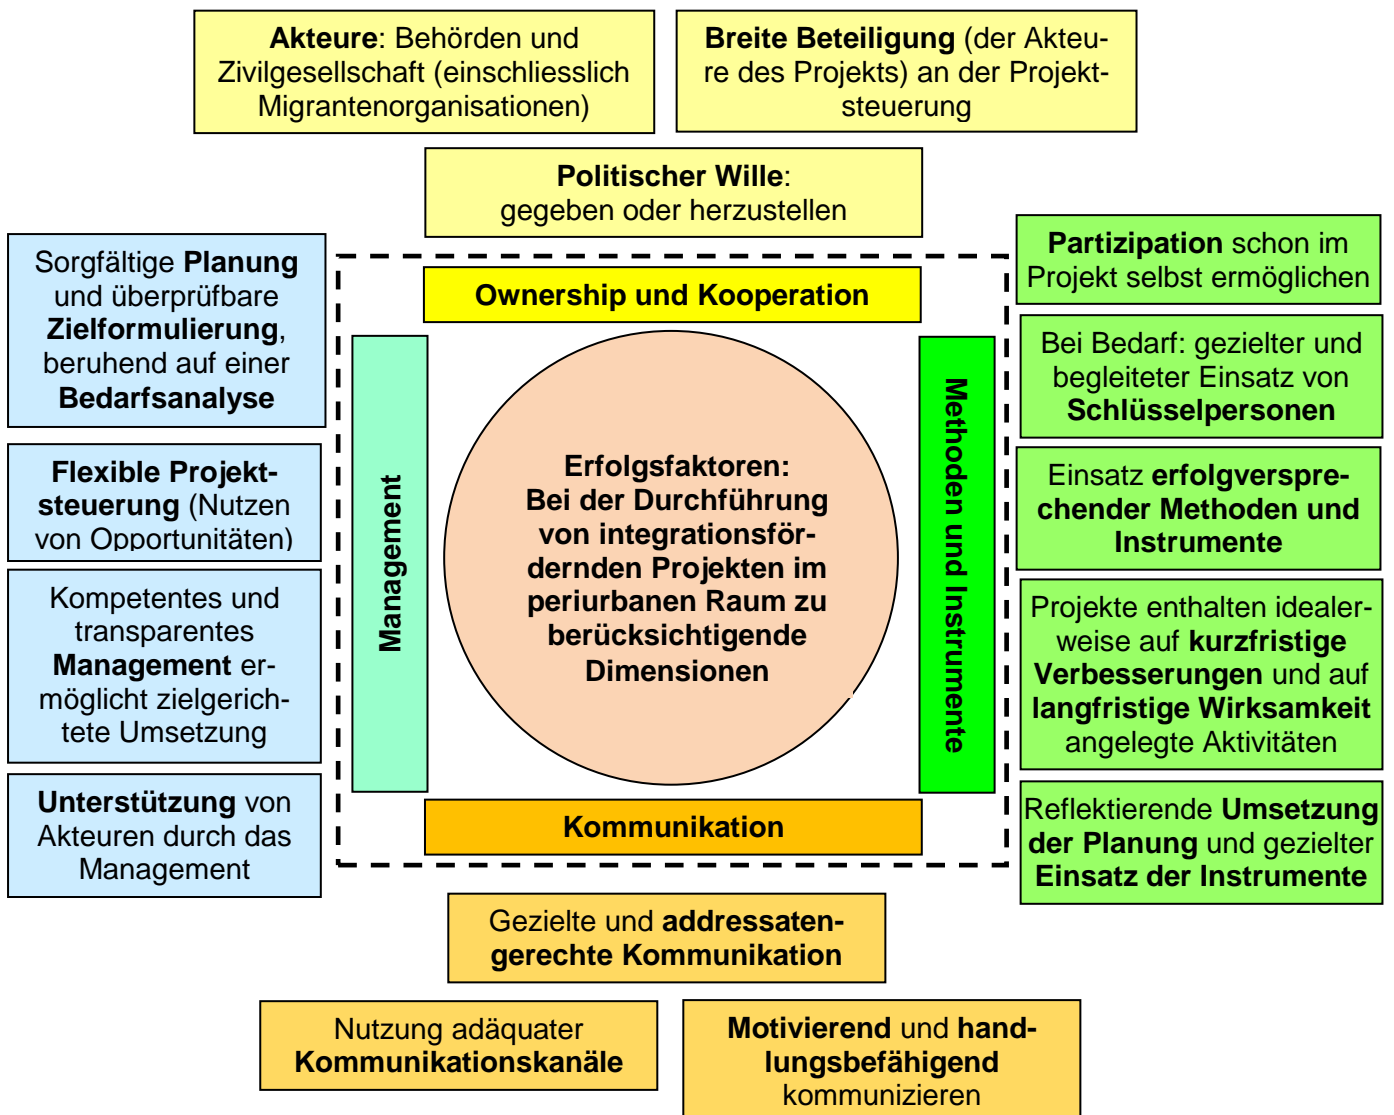 Akteure: Behörden und
Zivilgesellschaft (einschliesslich
Migrantenorganisationen)
Breite Beteiligung (der Akteu-
re des Projekts) an der Projekt-
steuerung
Politischer Wille:
gegeben oder herzustellen
Sorgfältige Planung
und überprüfbare
Zielformulierung,
beruhend auf einer
Bedarfsanalyse
Flexible Projekt-
steuerung (Nutzen
von Opportunitäten)
Kompetentes und
transparentes
Management er-
möglicht zielgerich-
tete Umsetzung
Unterstützung von
Akteuren durch das
Management
Ownership und Kooperation
Management
Erfolgsfaktoren:
Bei der Durchführung
von integrationsför-
dernden Projekten im
periurbanen Raum zu
berücksichtigende
Dimensionen
Methoden und Instrumente
Kommunikation
Partizipation schon im
Projekt selbst ermöglichen
Bei Bedarf: gezielter und
begleiteter Einsatz von
Schlüsselpersonen
Einsatz erfolgverspre-
chender Methoden und
Instrumente
Projekte enthalten idealer-
weise auf kurzfristige
Verbesserungen und auf
langfristige Wirksamkeit
angelegte Aktivitäten
Reflektierende Umsetzung
der Planung und gezielter
Einsatz der Instrumente
Gezielte und addressaten-
gerechte Kommunikation
Nutzung adäquater
Kommunikationskanäle
Motivierend und hand-
lungsbefähigend
kommunizieren